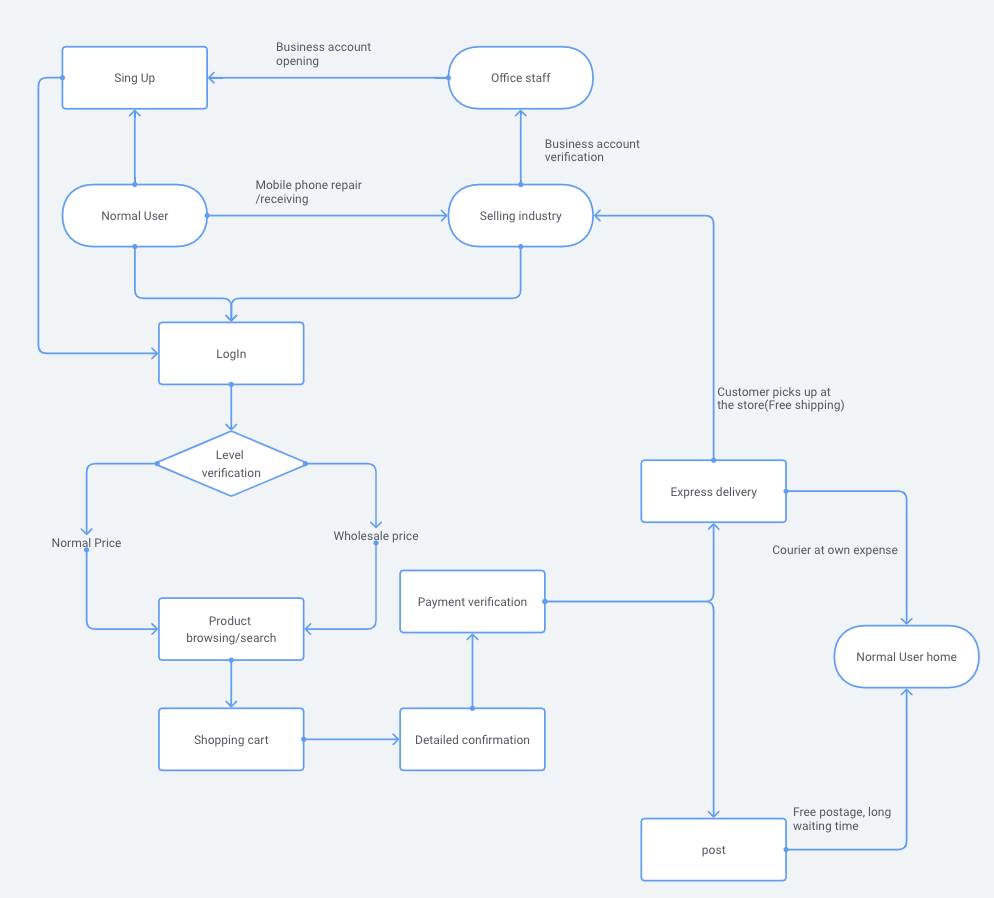 Business account
opening
Sing Up
Office staff
Business account
verification
Mobile phone repair
/receiving
Normal User
Selling industry
LogIn
Customer picks up at
the store(Free shipping)
Level
verification
Express delivery
Normal Price
Wholesale price
Courier at own expense
Payment verification
Product
browsing/search
Normal User home
Shopping cart
Detailed confirmation
Free postage, long
waiting time
post